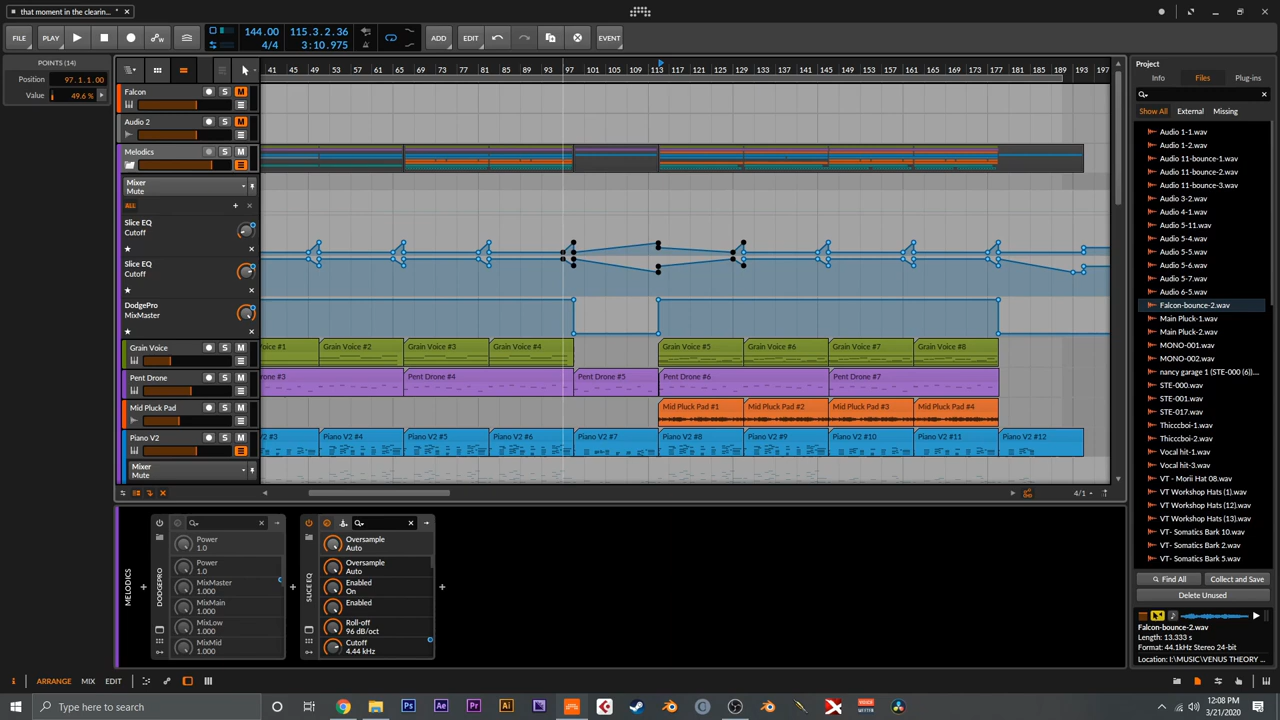 that moment in the clearin... *
FILE
PLAY
144.00 115.3.2.36
4/4 3:10.975
ADD
EDIT
EVENT
POINTS (14)
Position 97.1.1.00
Value 49.6 %
41 49 57 65 73 81 89 93 97 101 105 109 113 117 121 125 129 133 137 141 145 149 153 157 161 165 169 173 177 181 185 189 193 197
Falcon S M
Audio 2 S M
Melodics S M
Mixer
Mute
ALL
Slice EQ
Cutoff
Slice EQ
Cutoff
DodgePro
MixMaster
Grain Voice S M
oice #1 Grain Voice #2 Grain Voice #3 Grain Voice #4 Grain Voice #5 Grain Voice #6 Grain Voice #7 Grain Voice #8
Pent Drone S M
one #3 Pent Drone #4 Pent Drone #5 Pent Drone #6 Pent Drone #7
Mid Pluck Pad S M
Mid Pluck Pad #1 Mid Pluck Pad #2 Mid Pluck Pad #3 Mid Pluck Pad #4
Piano V2 S M
V2 #3 Piano V2 #4 Piano V2 #5 Piano V2 #6 Piano V2 #7 Piano V2 #8 Piano V2 #9 Piano V2 #10 Piano V2 #11 Piano V2 #12
Mixer
Mute
4/1
MELODICS
DODGEPRO
Power
1.0
Power
1.0
MixMaster
1.000
MixMain
1.000
MixLow
1.000
MixMid
1.000
SLICE EQ
Oversample
Auto
Oversample
Auto
Enabled
On
Enabled
Roll-off
96 dB/oct
Cutoff
4.44 kHz
Project
Info Files Plug-ins
Show All External Missing
Audio 1-1.wav
Audio 1-2.wav
Audio 11-bounce-1.wav
Audio 11-bounce-2.wav
Audio 11-bounce-3.wav
Audio 3-2.wav
Audio 4-1.wav
Audio 5-11.wav
Audio 5-4.wav
Audio 5-5.wav
Audio 5-6.wav
Audio 5-7.wav
Audio 6-5.wav
Falcon-bounce-2.wav
Main Pluck-1.wav
Main Pluck-2.wav
MONO-001.wav
MONO-002.wav
nancy garage 1 (STE-000 (6))...
STE-000.wav
STE-001.wav
STE-017.wav
Thiccboi-1.wav
Thiccboi-2.wav
Vocal hit-1.wav
Vocal hit-3.wav
VT - Morii Hat 08.wav
VT Workshop Hats (1).wav
VT Workshop Hats (12).wav
VT Workshop Hats (13).wav
VT- Somatics Bark 10.wav
VT- Somatics Bark 2.wav
VT- Somatics Bark 5.wav
Find All Collect and Save
Delete Unused
Falcon-bounce-2.wav
Length: 13.333 s
Format: 44.1kHz Stereo 24-bit
Location: I:\MUSIC\VENUS THEORY
i ARRANGE MIX EDIT
Type here to search
Ps Ae Pr Ai
12:08 PM
3/21/2020